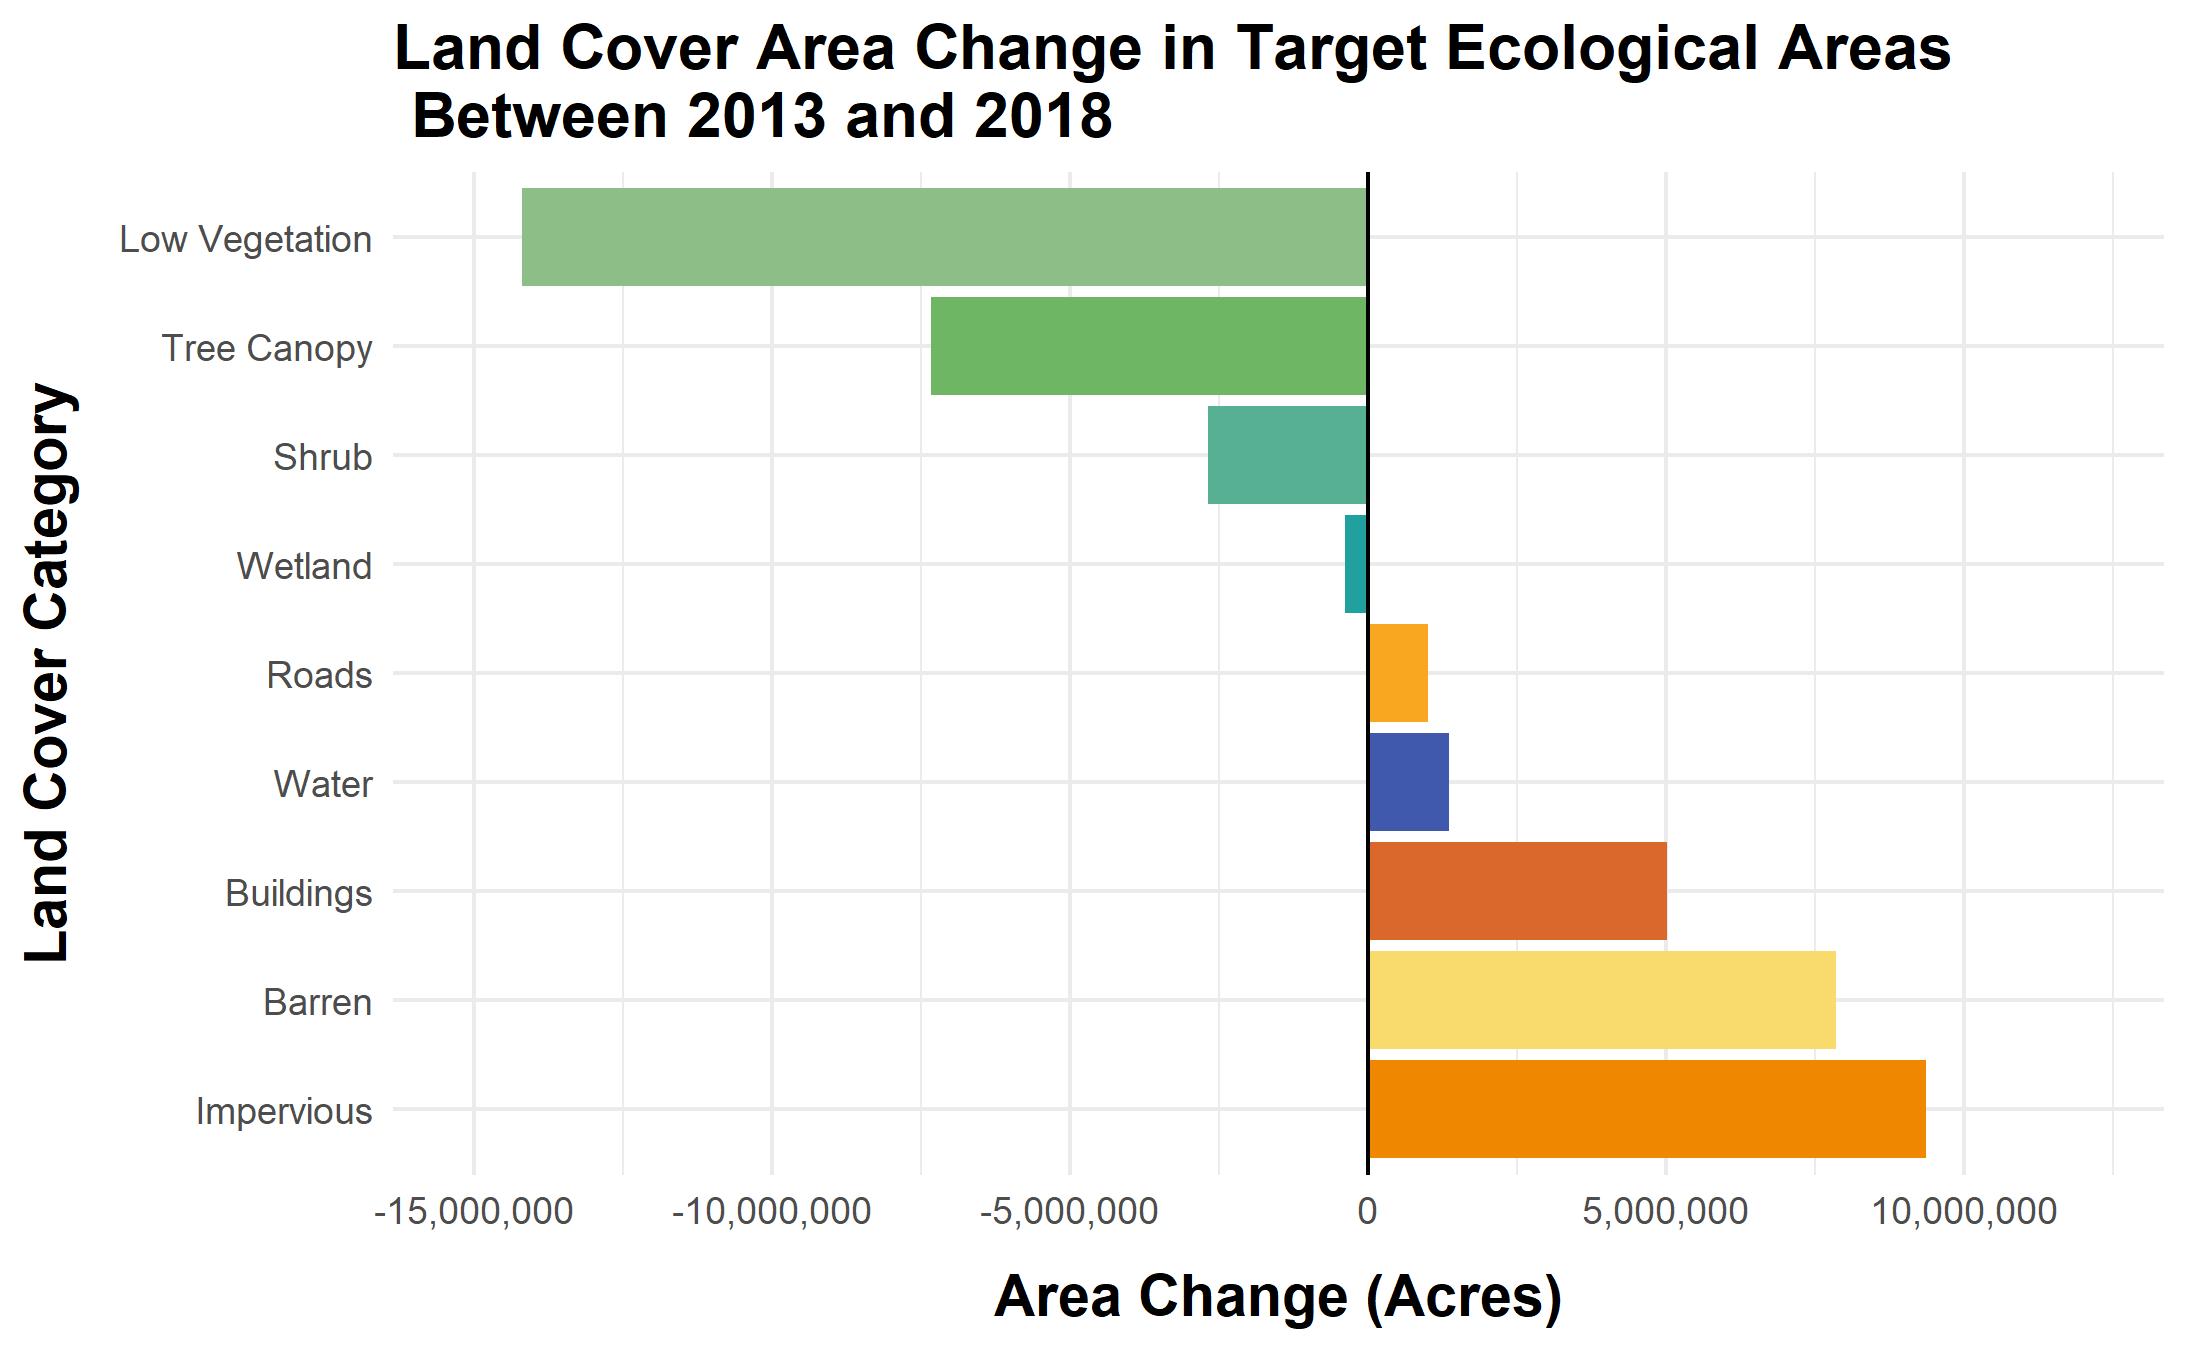 Land Cover Area Change in Target Ecological Areas
Between 2013 and 2018
Land Cover Category
Low Vegetation
Tree Canopy
Shrub
Wetland
Roads
Water
Buildings
Barren
Impervious
-15,000,000 -10,000,000 -5,000,000 0 5,000,000 10,000,000
Area Change (Acres)